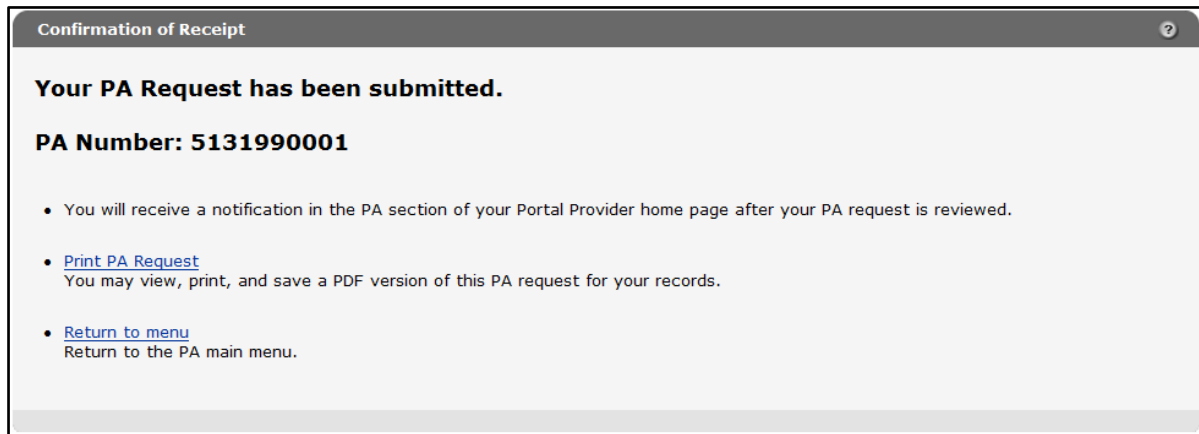 Confirmation of Receipt
?
Your PA Request has been submitted.
PA Number: 5131990001
• You will receive a notification in the PA section of your Portal Provider home page after your PA request is reviewed.
• Print PA Request
You may view, print, and save a PDF version of this PA request for your records.
• Return to menu
Return to the PA main menu.